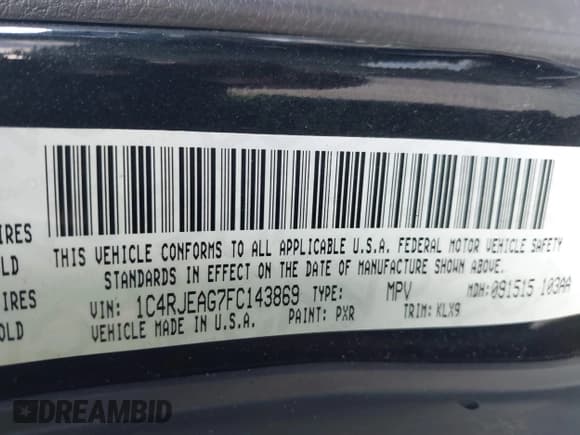 IRES
OLD
IRES
OLD
THIS VEHICLE CONFORMS TO ALL APPLICABLE U.S.A. FEDERAL MOTOR VEHICLE SAFETY
STANDARDS IN EFFECT ON THE DATE OF MANUFACTURE SHOWN ABOVE.
VIN: 1C4RJEAG7FC143869 TYPE: MPV MDH: 091515 103AA
VEHICLE MADE IN U.S.A. PAINT: PXR TRIM: KLX9
DREAMBID